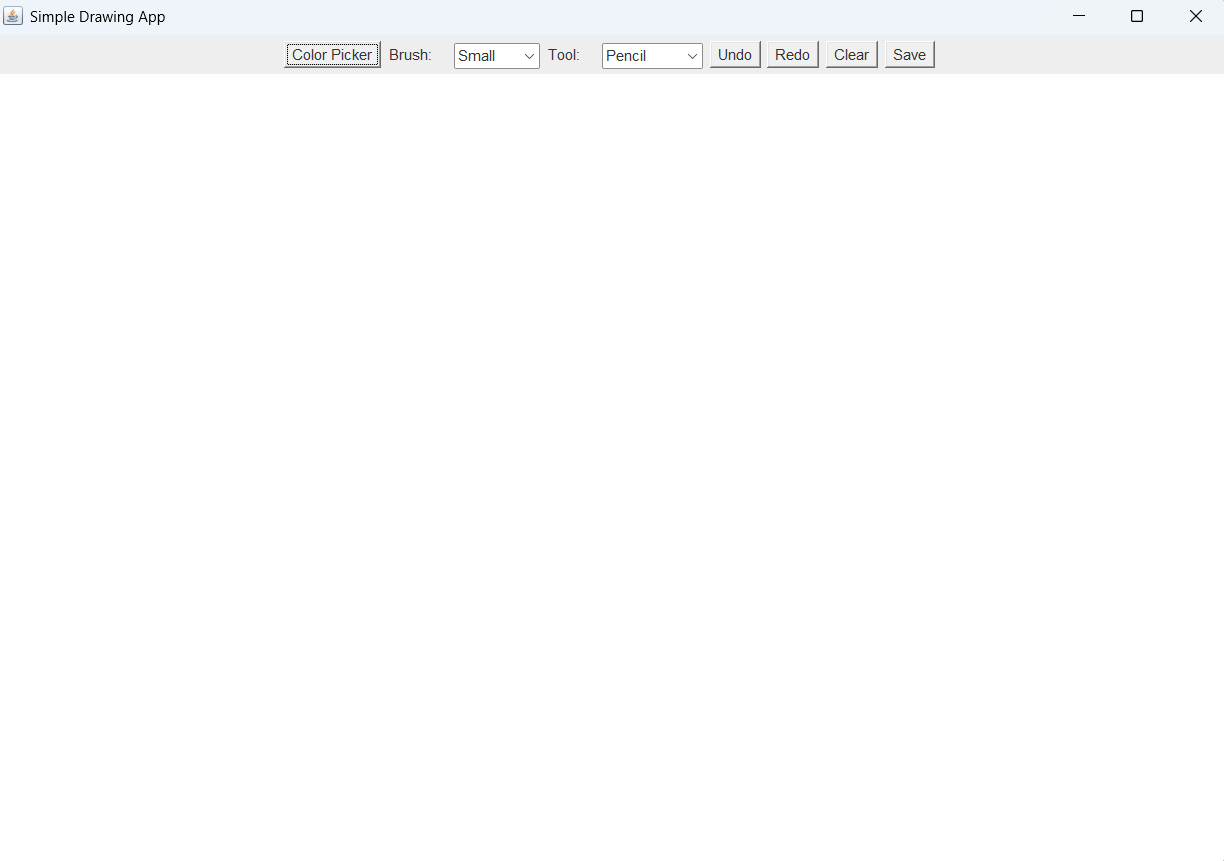 Simple Drawing App
Color Picker Brush: Small Tool: Pencil Undo Redo Clear Save